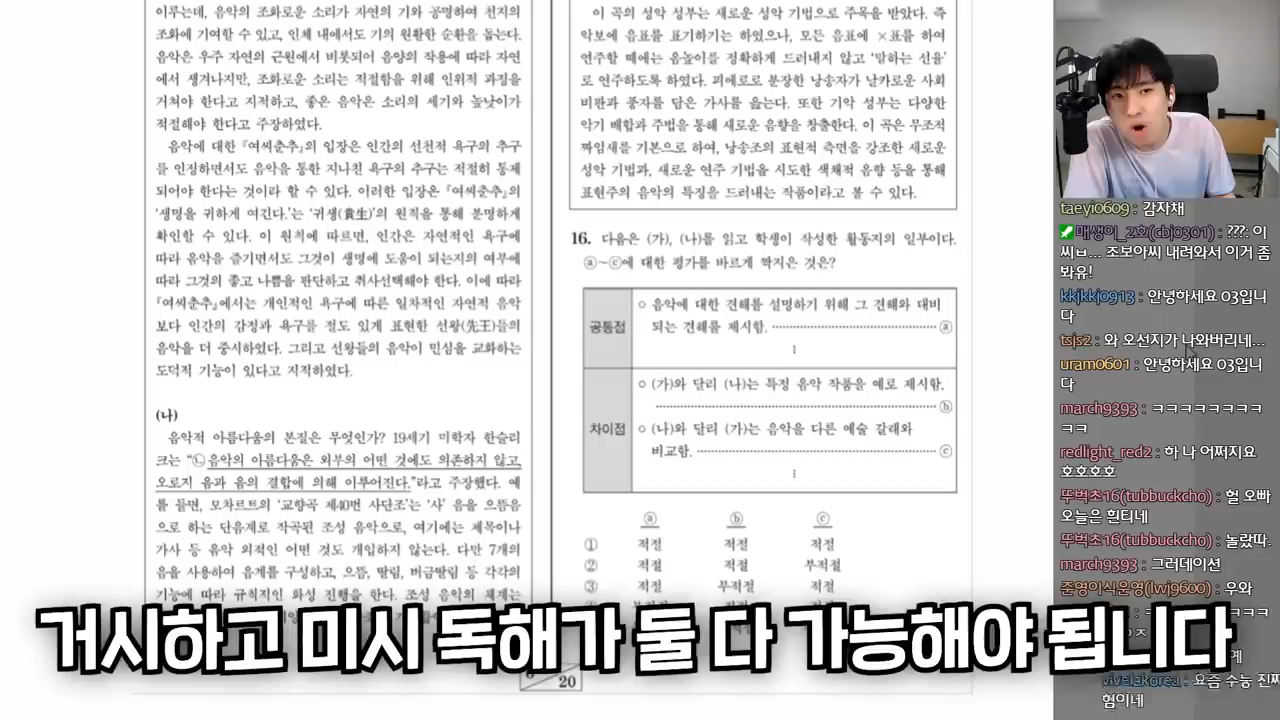 이루는데, 음악의 조화로운 소리가 자연의 기와 공명하여 천지의
조화에 기여할 수 있고, 인체 내에서도 기의 원활한 순환을 돕는다.
음악은 우주 자연의 근원에서 비롯되어 음양의 작용에 따라 자연
에서 생겨나지만, 조화로운 소리는 적절함을 위해 인위적 과정을
거쳐야 한다고 지적하고, 좋은 음악은 소리의 세기와 높낮이가
적절해야 한다고 주장하였다.
음악에 대한 『여씨춘추』의 입장은 인간의 선천적 욕구의 추구
를 인정하면서도 음악을 통한 지나친 욕구의 추구는 적절히 통제
되어야 한다는 것이라 할 수 있다. 이러한 입장은 『여씨춘추』의
'생명을 귀하게 여긴다.'는 '귀생(貴生)'의 원칙을 통해 분명하게
확인할 수 있다. 이 원칙에 따르면, 인간은 자연적인 욕구에
따라 음악을 즐기면서도 그것이 생명에 도움이 되는지의 여부에
따라 그것의 좋고 나쁨을 판단하고 취사선택해야 한다. 이에 따라
『여씨춘추』에서는 개인적인 욕구에 따른 일차적인 자연적 음악
보다 인간의 감정과 욕구를 절도 있게 표현한 선왕(先王)들의
음악을 더 중시하였다. 그리고 선왕들의 음악이 민심을 교화하는
도덕적 기능이 있다고 지적하였다.
(나)
음악적 아름다움의 본질은 무엇인가? 19세기 미학자 한슬리
크는 "㉡음악의 아름다움은 외부의 어떤 것에도 의존하지 않고,
오로지 음과 음의 결합에 의해 이루어진다."라고 주장했다. 예
를 들면, 모차르트의 '교향곡 제40번 사단조'는 '사' 음을 으뜸음
으로 하는 단음계로 작곡된 조성 음악으로, 여기에는 제목이나
가사 등 음악 외적인 어떤 것도 개입하지 않는다. 다만 7개의
음을 사용하여 음계를 구성하고, 으뜸, 딸림, 버금딸림 등 각각의
기능에 따라 규칙적인 화성 진행을 한다. 조성 음악의 체계는
이 곡의 성악 성부는 새로운 성악 기법으로 주목을 받았다. 즉
악보에 음표를 표기하기는 하였으나, 모든 음표에 ×표를 하여
연주할 때에는 음높이를 정확하게 드러내지 않고 '말하는 선율'
로 연주하도록 하였다. 피에로로 분장한 낭송자가 날카로운 사회
비판과 풍자를 담은 가사를 읊는다. 또한 기악 성부는 다양한
악기 배합과 주법을 통해 새로운 음향을 창출한다. 이 곡은 무조적
짜임새를 기본으로 하여, 낭송조의 표현적 측면을 강조한 새로운
성악 기법과, 새로운 연주 기법을 시도한 색채적 음향 등을 통해
표현주의 음악의 특징을 드러내는 작품이라고 볼 수 있다.
16. 다음은 (가), (나)를 읽고 학생이 작성한 활동지의 일부이다.
ⓐ~ⓒ에 대한 평가를 바르게 짝지은 것은?
공통점
○ 음악에 대한 견해를 설명하기 위해 그 견해와 대비
되는 견해를 제시함. ⓐ
⋮
차이점
○ (가)와 달리 (나)는 특정 음악 작품을 예로 제시함.
ⓑ
○ (나)와 달리 (가)는 음악을 다른 예술 갈래와
비교함. ⓒ
⋮
ⓐ ⓑ ⓒ
① 적절 적절 적절
② 적절 적절 부적절
③ 적절 부적절 적절
20
거시하고 미시 독해가 둘 다 가능해야 됩니다
taeyi0609 : 감자채
매생이_2호(cbj0301) : ???: 이
씨ㅂ... 조보아씨 내려와서 이거 좀
봐유!
kkjkkj0913 : 안녕하세요 03입니
다
tsjs2 : 와 오선지가 나와버리네...
uram0601 : 안녕하세요 03입니
다
march9393 : ㅋㅋㅋㅋㅋㅋㅋㅋ
ㅋㅋ
redlight_red2 : 하 나 어쩌지요
호호호호
뚜벅초16(tubbuckcho) : 헐 오빠
오늘은 흰티네
뚜벅초16(tubbuckcho) : 놀랐따.
march9393 : 그러데이션
준영이식운영(lwj9600) : 우와
요즘 수능 진짜
험이네